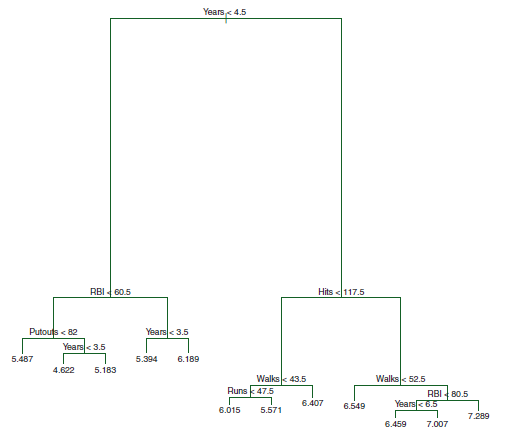 Years < 4.5
RBI < 60.5
Hits < 117.5
Putouts < 82
Years < 3.5
Years < 3.5
5.487
4.622
5.183
5.394
6.189
Walks < 43.5
Walks < 52.5
Runs < 47.5
RBI < 80.5
6.015
5.571
6.407
6.549
Years < 6.5
6.459
7.007
7.289